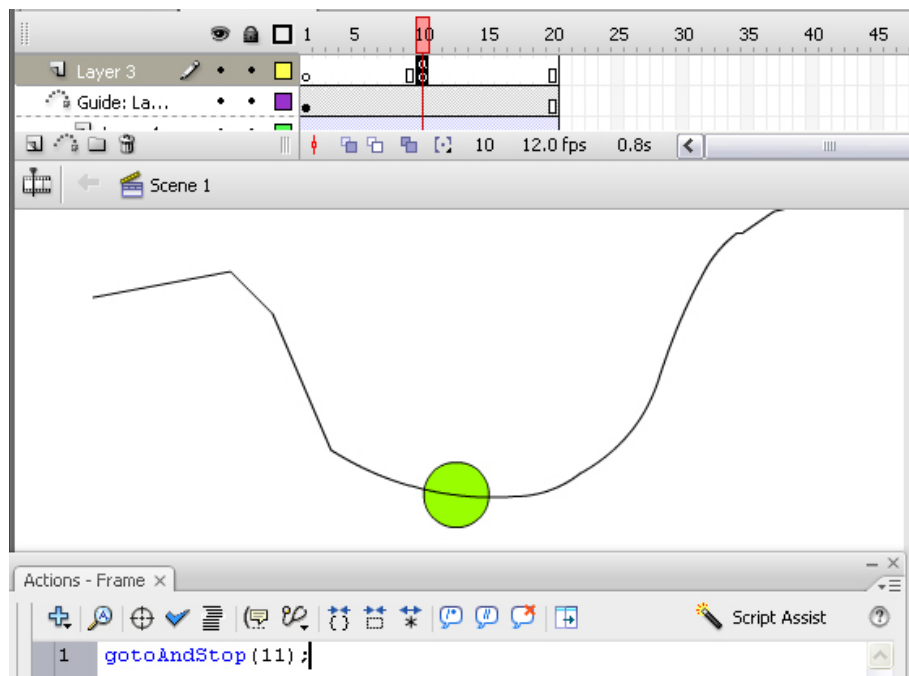 1 5 10 15 20 25 30 35 40 45
Layer 3
Guide: La...
10 12.0 fps 0.8s
Scene 1
Actions - Frame
Script Assist
1 gotoAndStop(11);